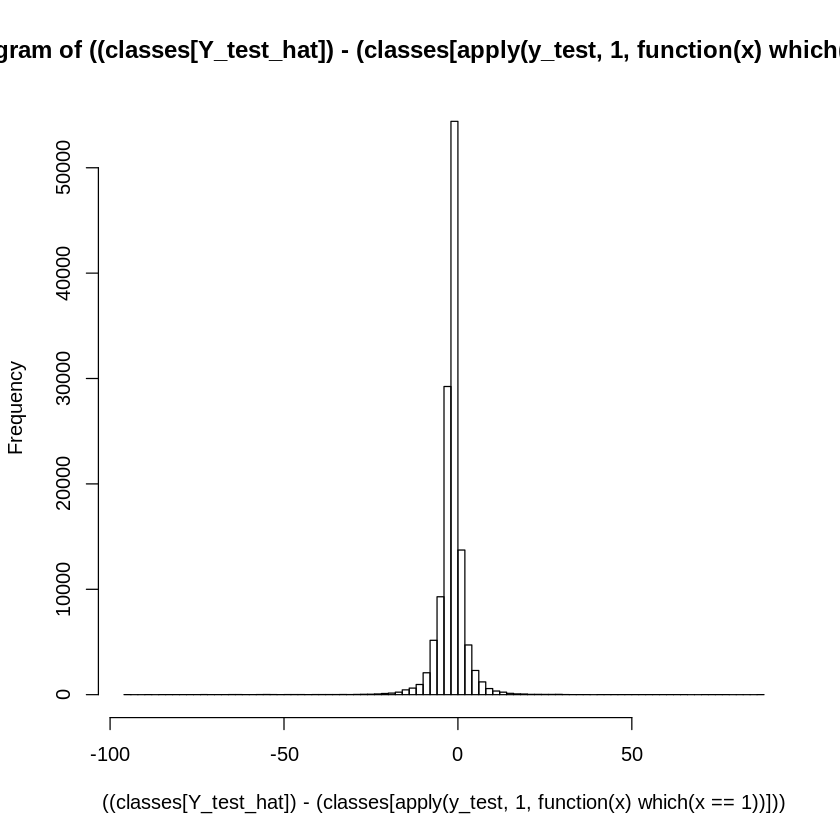 gram of ((classes[Y_test_hat]) - (classes[apply(y_test, 1, function(x) which(
Frequency
50000
40000
30000
20000
10000
0
-100 -50 0 50
((classes[Y_test_hat]) - (classes[apply(y_test, 1, function(x) which(x == 1))]))